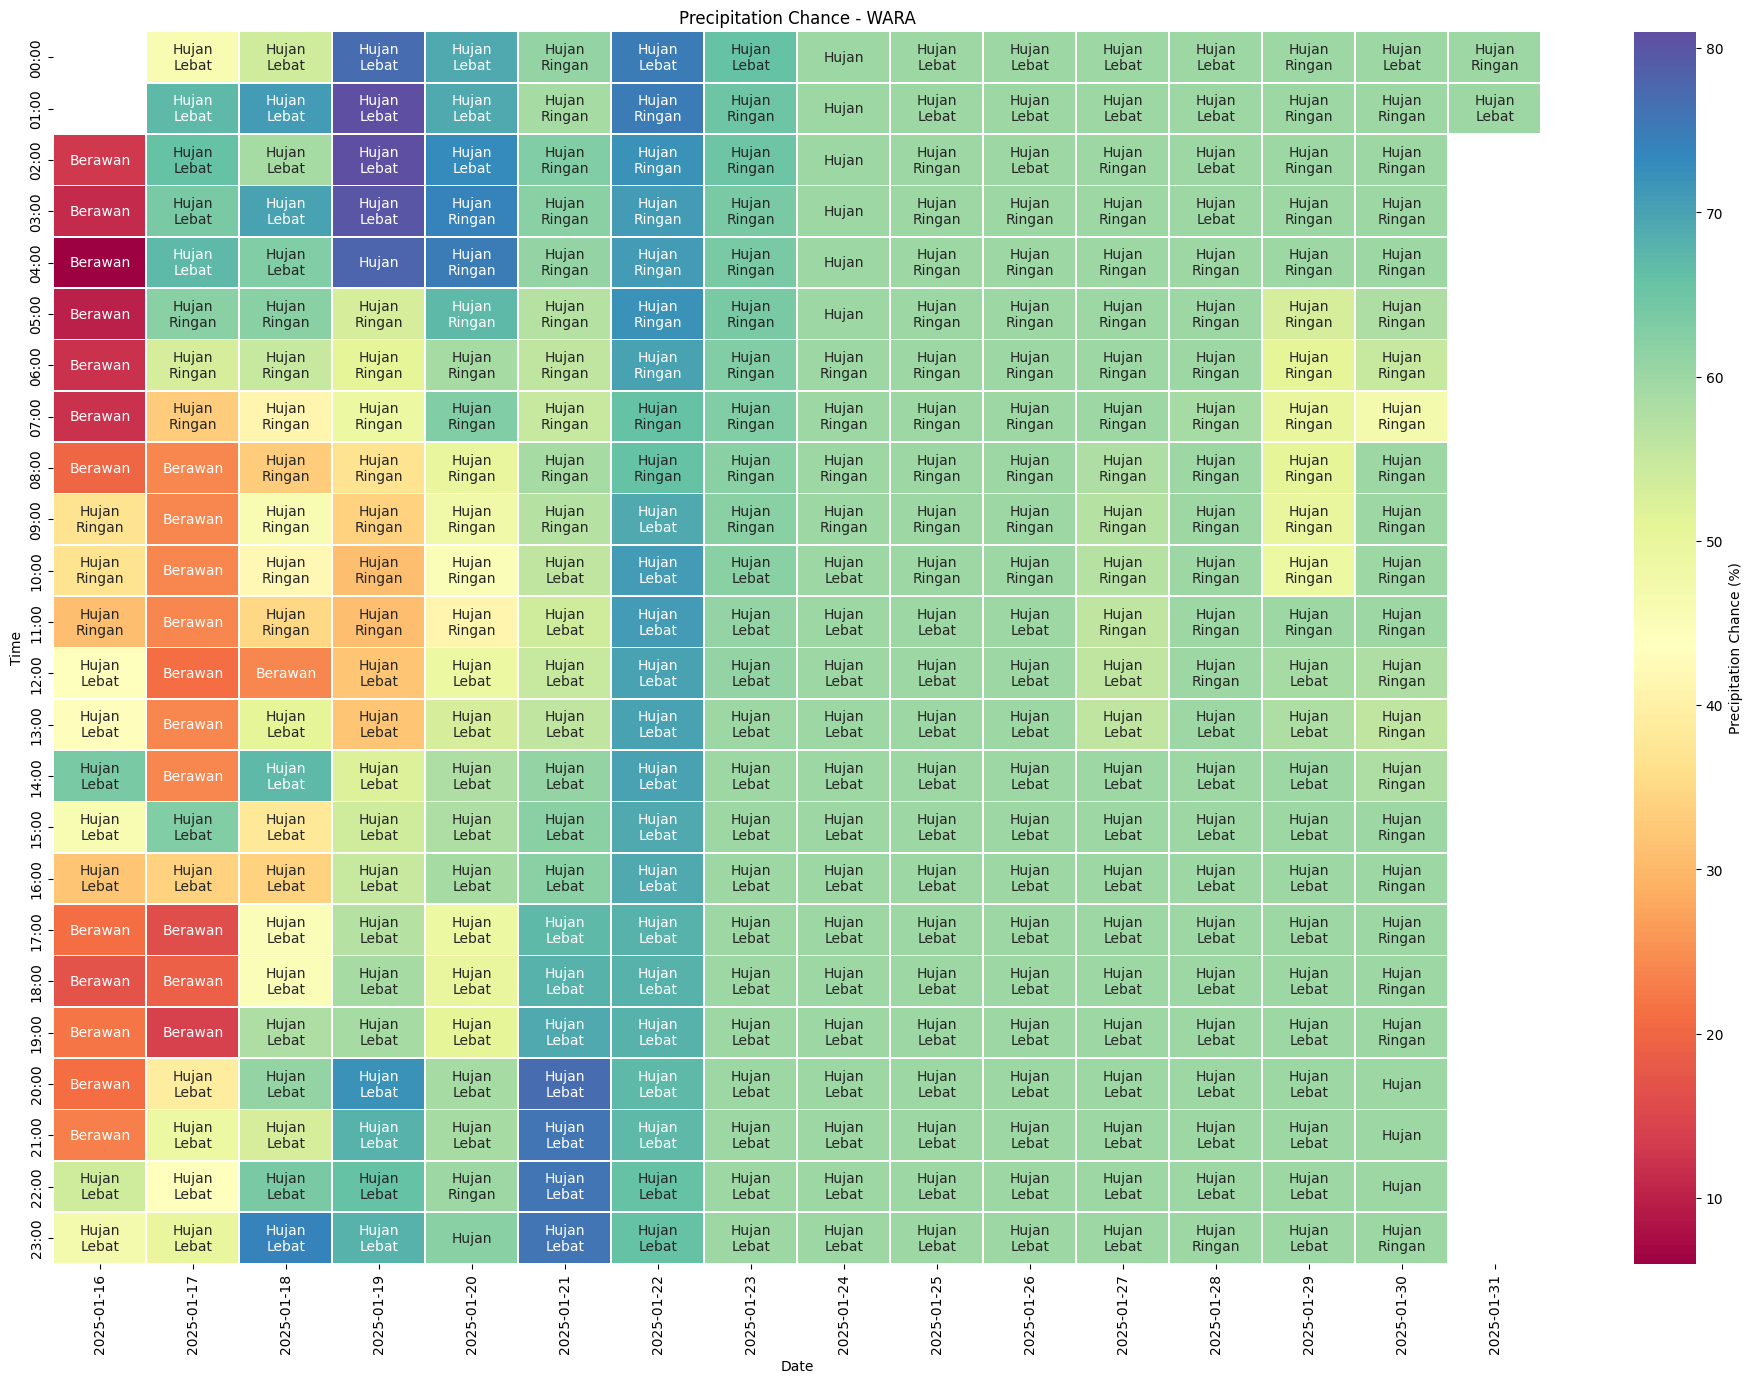 Precipitation Chance - WARA
00:00 Hujan Lebat Hujan Lebat Hujan Lebat Hujan Lebat Hujan Ringan Hujan Lebat Hujan Lebat Hujan Hujan Lebat Hujan Lebat Hujan Lebat Hujan Lebat Hujan Ringan Hujan Lebat Hujan Ringan
01:00 Hujan Lebat Hujan Lebat Hujan Lebat Hujan Lebat Hujan Ringan Hujan Ringan Hujan Ringan Hujan Hujan Lebat Hujan Lebat Hujan Lebat Hujan Lebat Hujan Ringan Hujan Ringan Hujan Lebat
02:00 Berawan Hujan Lebat Hujan Lebat Hujan Lebat Hujan Lebat Hujan Ringan Hujan Ringan Hujan Ringan Hujan Hujan Ringan Hujan Lebat Hujan Ringan Hujan Lebat Hujan Ringan Hujan Ringan
03:00 Berawan Hujan Lebat Hujan Lebat Hujan Lebat Hujan Ringan Hujan Ringan Hujan Ringan Hujan Ringan Hujan Hujan Ringan Hujan Ringan Hujan Ringan Hujan Lebat Hujan Ringan Hujan Ringan
04:00 Berawan Hujan Lebat Hujan Lebat Hujan Hujan Ringan Hujan Ringan Hujan Ringan Hujan Ringan Hujan Hujan Ringan Hujan Ringan Hujan Ringan Hujan Ringan Hujan Ringan Hujan Ringan
05:00 Berawan Hujan Ringan Hujan Ringan Hujan Ringan Hujan Ringan Hujan Ringan Hujan Ringan Hujan Ringan Hujan Hujan Ringan Hujan Ringan Hujan Ringan Hujan Ringan Hujan Ringan Hujan Ringan
06:00 Berawan Hujan Ringan Hujan Ringan Hujan Ringan Hujan Ringan Hujan Ringan Hujan Ringan Hujan Ringan Hujan Ringan Hujan Ringan Hujan Ringan Hujan Ringan Hujan Ringan Hujan Ringan Hujan Ringan
07:00 Berawan Hujan Ringan Hujan Ringan Hujan Ringan Hujan Ringan Hujan Ringan Hujan Ringan Hujan Ringan Hujan Ringan Hujan Ringan Hujan Ringan Hujan Ringan Hujan Ringan Hujan Ringan Hujan Ringan
08:00 Berawan Berawan Hujan Ringan Hujan Ringan Hujan Ringan Hujan Ringan Hujan Ringan Hujan Ringan Hujan Ringan Hujan Ringan Hujan Ringan Hujan Ringan Hujan Ringan Hujan Ringan Hujan Ringan
09:00 Hujan Ringan Berawan Hujan Ringan Hujan Ringan Hujan Ringan Hujan Ringan Hujan Lebat Hujan Ringan Hujan Ringan Hujan Ringan Hujan Ringan Hujan Ringan Hujan Ringan Hujan Ringan Hujan Ringan
10:00 Hujan Ringan Berawan Hujan Ringan Hujan Ringan Hujan Ringan Hujan Lebat Hujan Lebat Hujan Lebat Hujan Lebat Hujan Ringan Hujan Ringan Hujan Ringan Hujan Ringan Hujan Ringan Hujan Ringan
11:00 Hujan Ringan Berawan Hujan Ringan Hujan Ringan Hujan Ringan Hujan Lebat Hujan Lebat Hujan Lebat Hujan Lebat Hujan Lebat Hujan Lebat Hujan Ringan Hujan Ringan Hujan Ringan Hujan Ringan
12:00 Hujan Lebat Berawan Berawan Hujan Lebat Hujan Lebat Hujan Lebat Hujan Lebat Hujan Lebat Hujan Lebat Hujan Lebat Hujan Lebat Hujan Lebat Hujan Ringan Hujan Lebat Hujan Ringan
13:00 Hujan Lebat Berawan Hujan Lebat Hujan Lebat Hujan Lebat Hujan Lebat Hujan Lebat Hujan Lebat Hujan Lebat Hujan Lebat Hujan Lebat Hujan Lebat Hujan Lebat Hujan Lebat Hujan Ringan
14:00 Hujan Lebat Berawan Hujan Lebat Hujan Lebat Hujan Lebat Hujan Lebat Hujan Lebat Hujan Lebat Hujan Lebat Hujan Lebat Hujan Lebat Hujan Lebat Hujan Lebat Hujan Lebat Hujan Ringan
15:00 Hujan Lebat Hujan Lebat Hujan Lebat Hujan Lebat Hujan Lebat Hujan Lebat Hujan Lebat Hujan Lebat Hujan Lebat Hujan Lebat Hujan Lebat Hujan Lebat Hujan Lebat Hujan Lebat Hujan Ringan
16:00 Hujan Lebat Hujan Lebat Hujan Lebat Hujan Lebat Hujan Lebat Hujan Lebat Hujan Lebat Hujan Lebat Hujan Lebat Hujan Lebat Hujan Lebat Hujan Lebat Hujan Lebat Hujan Lebat Hujan Ringan
17:00 Berawan Berawan Hujan Lebat Hujan Lebat Hujan Lebat Hujan Lebat Hujan Lebat Hujan Lebat Hujan Lebat Hujan Lebat Hujan Lebat Hujan Lebat Hujan Lebat Hujan Lebat Hujan Ringan
18:00 Berawan Berawan Hujan Lebat Hujan Lebat Hujan Lebat Hujan Lebat Hujan Lebat Hujan Lebat Hujan Lebat Hujan Lebat Hujan Lebat Hujan Lebat Hujan Lebat Hujan Lebat Hujan Ringan
19:00 Berawan Berawan Hujan Lebat Hujan Lebat Hujan Lebat Hujan Lebat Hujan Lebat Hujan Lebat Hujan Lebat Hujan Lebat Hujan Lebat Hujan Lebat Hujan Lebat Hujan Lebat Hujan Ringan
20:00 Berawan Hujan Lebat Hujan Lebat Hujan Lebat Hujan Lebat Hujan Lebat Hujan Lebat Hujan Lebat Hujan Lebat Hujan Lebat Hujan Lebat Hujan Lebat Hujan Lebat Hujan Lebat Hujan
21:00 Berawan Hujan Lebat Hujan Lebat Hujan Lebat Hujan Lebat Hujan Lebat Hujan Lebat Hujan Lebat Hujan Lebat Hujan Lebat Hujan Lebat Hujan Lebat Hujan Lebat Hujan Lebat Hujan
22:00 Hujan Lebat Hujan Lebat Hujan Lebat Hujan Lebat Hujan Ringan Hujan Lebat Hujan Lebat Hujan Lebat Hujan Lebat Hujan Lebat Hujan Lebat Hujan Lebat Hujan Lebat Hujan Lebat Hujan
23:00 Hujan Lebat Hujan Lebat Hujan Lebat Hujan Lebat Hujan Hujan Lebat Hujan Lebat Hujan Lebat Hujan Lebat Hujan Lebat Hujan Lebat Hujan Lebat Hujan Ringan Hujan Lebat Hujan Ringan
Time
2025-01-16 2025-01-17 2025-01-18 2025-01-19 2025-01-20 2025-01-21 2025-01-22 2025-01-23 2025-01-24 2025-01-25 2025-01-26 2025-01-27 2025-01-28 2025-01-29 2025-01-30 2025-01-31
Date
80
70
60
50
40
30
20
10
Precipitation Chance (%)